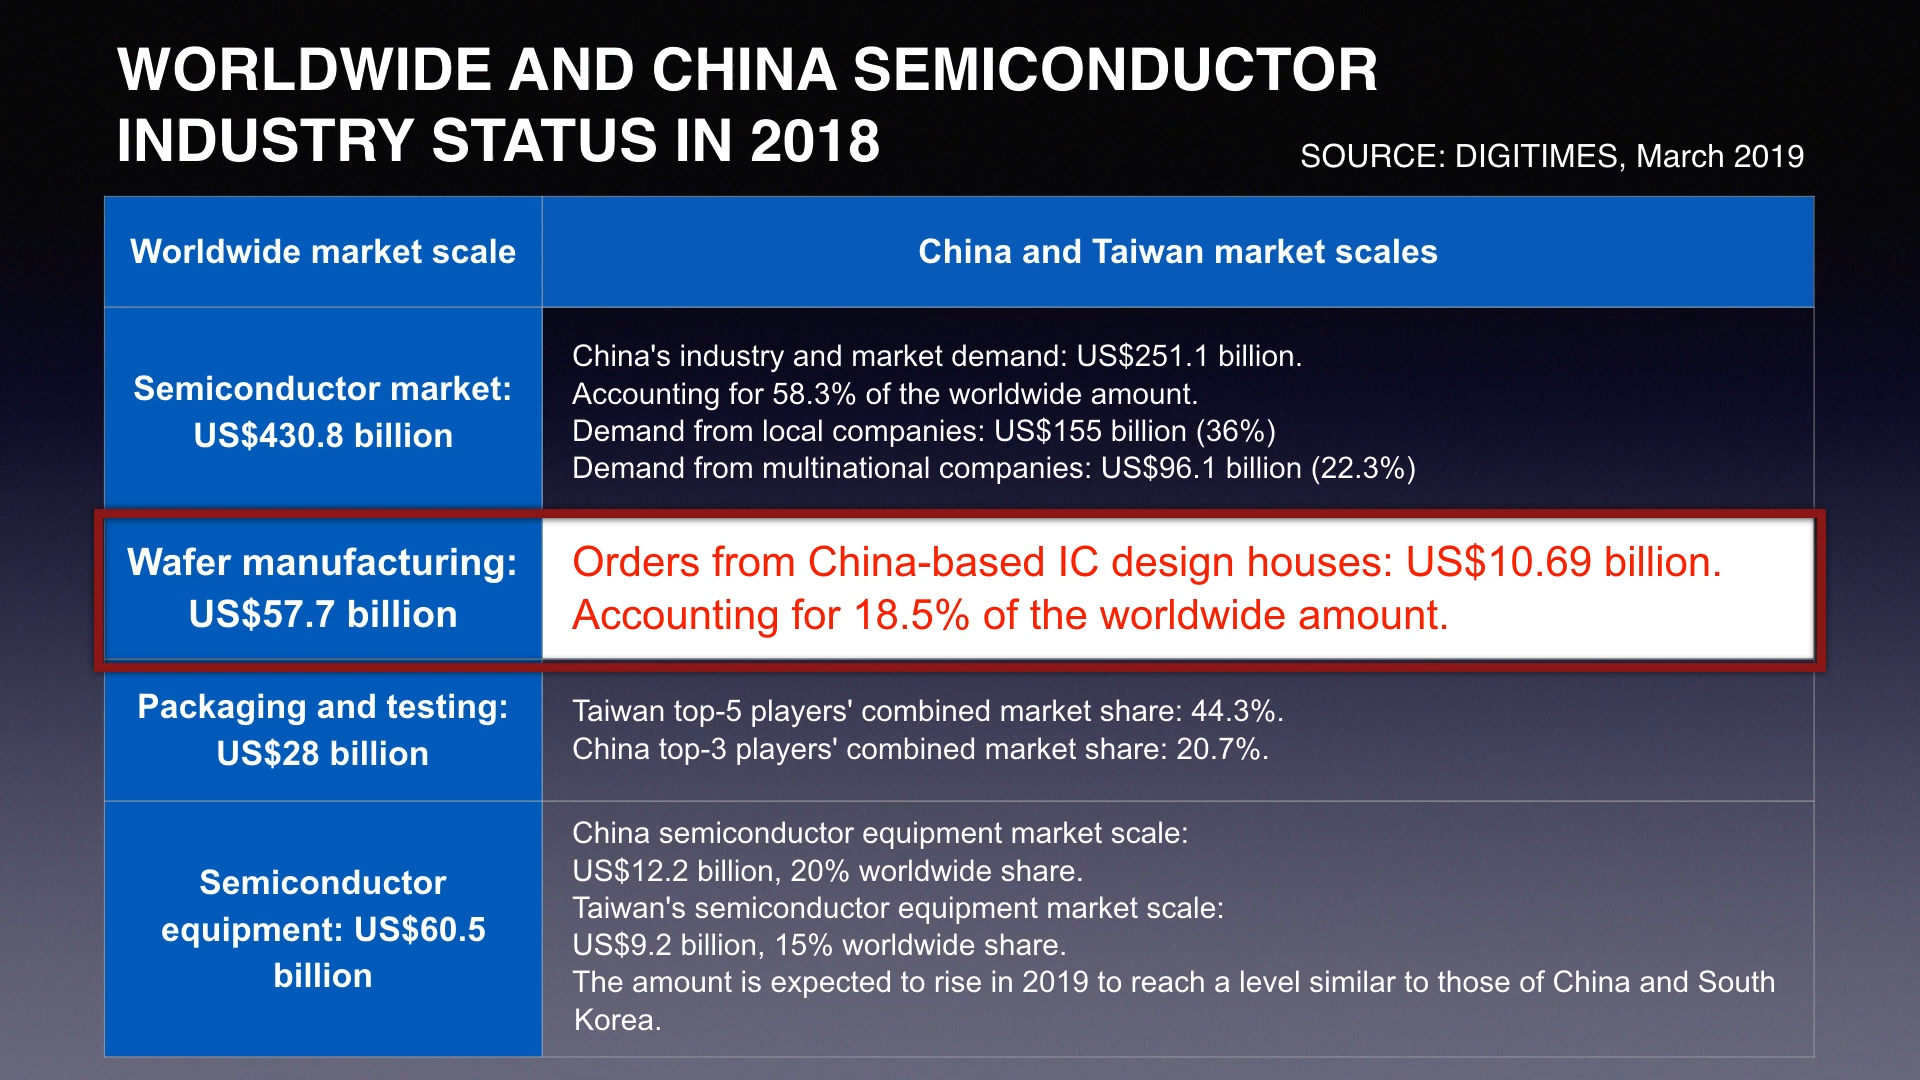 WORLDWIDE AND CHINA SEMICONDUCTOR
INDUSTRY STATUS IN 2018
SOURCE: DIGITIMES, March 2019
Worldwide market scale
China and Taiwan market scales
Semiconductor market:
US$430.8 billion
China's industry and market demand: US$251.1 billion.
Accounting for 58.3% of the worldwide amount.
Demand from local companies: US$155 billion (36%)
Demand from multinational companies: US$96.1 billion (22.3%)
Wafer manufacturing:
US$57.7 billion
Orders from China-based IC design houses: US$10.69 billion.
Accounting for 18.5% of the worldwide amount.
Packaging and testing:
US$28 billion
Taiwan top-5 players' combined market share: 44.3%.
China top-3 players' combined market share: 20.7%.
Semiconductor
equipment: US$60.5
billion
China semiconductor equipment market scale:
US$12.2 billion, 20% worldwide share.
Taiwan's semiconductor equipment market scale:
US$9.2 billion, 15% worldwide share.
The amount is expected to rise in 2019 to reach a level similar to those of China and South
Korea.